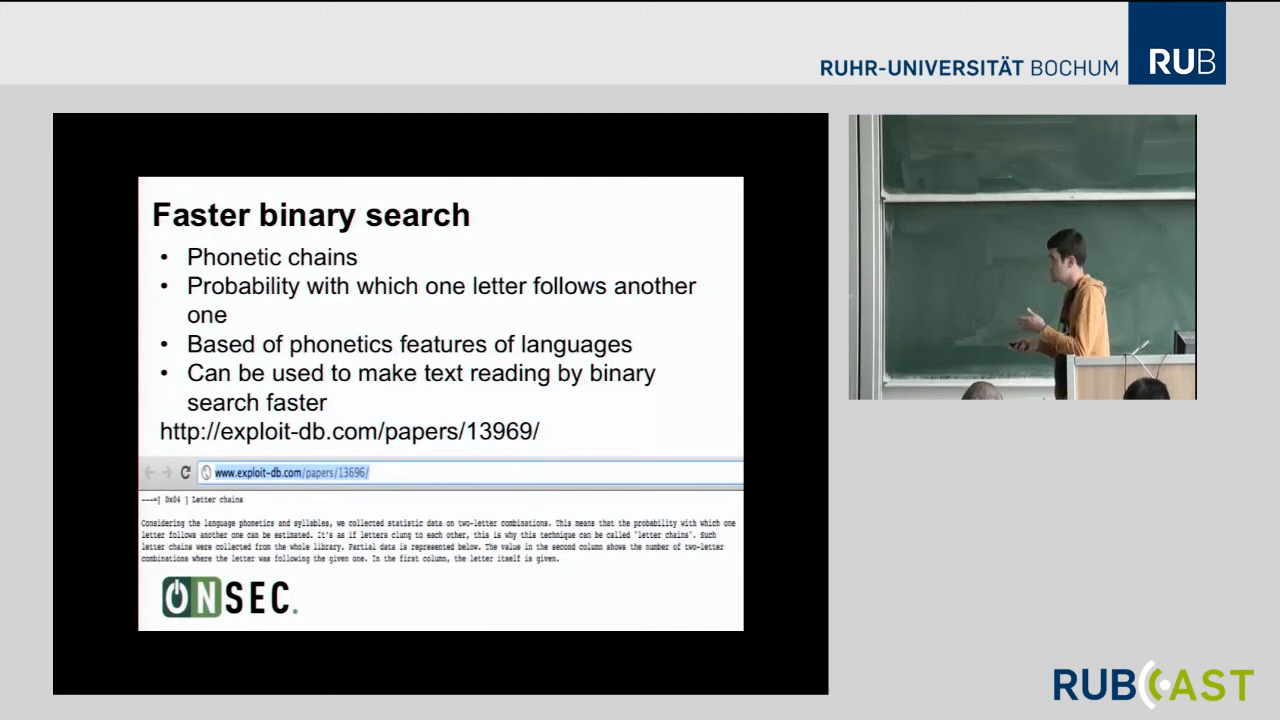 RUHR-UNIVERSITÄT BOCHUM
RUB
Faster binary search
• Phonetic chains
• Probability with which one letter follows another
one
• Based of phonetics features of languages
• Can be used to make text reading by binary
search faster
http://exploit-db.com/papers/13969/
www.exploit-db.com/papers/13696/
---=[ 0x04 ] Letter chains
Considering the language phonetics and syllables, we collected statistic data on two-letter combinations. This means that the probability with which one
letter follows another one can be estimated. It's as if letters clung to each other, this is why this technique can be called "letter chains". Such
letter chains were collected from the whole library. Partial data is represented below. The value in the second column shows the number of two-letter
combinations where the letter was following the given one. In the first column, the letter itself is given.
ONSEC.
RUBCAST